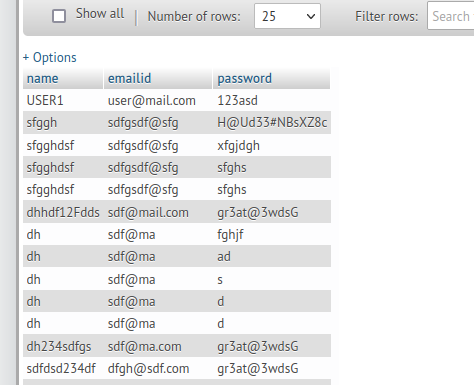 Show all | Number of rows: 25 Filter rows: Search
+ Options
name emailid password
USER1 user@mail.com 123asd
sfggh sdfgsdf@sfg H@Ud33#NBsXZ8c
sfgghdsf sdfgsdf@sfg xfgjdgh
sfgghdsf sdfgsdf@sfg sfghs
sfgghdsf sdfgsdf@sfg sfghs
dhhdf12Fdds sdf@mail.com gr3at@3wdsG
dh sdf@ma fghjf
dh sdf@ma ad
dh sdf@ma s
dh sdf@ma d
dh sdf@ma d
dh234sdfgs sdf@ma.com gr3at@3wdsG
sdfdsd234df dfgh@sdf.com gr3at@3wdsG